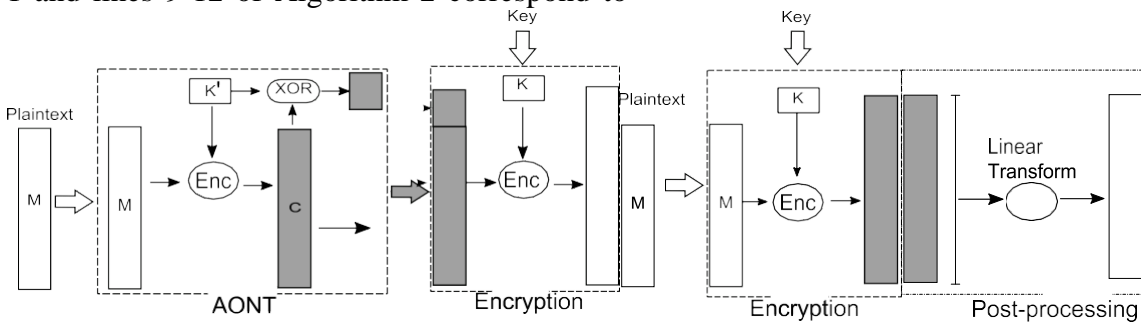 1 and lines 9-12 of Algorithm 2 correspond to
Key
Key
K'
XOR
K
Plaintext
Plaintext
K
Linear
Transform
Enc
Enc
Enc
M
M
C
M
M
AONT
Encryption
Encryption
Post-processing